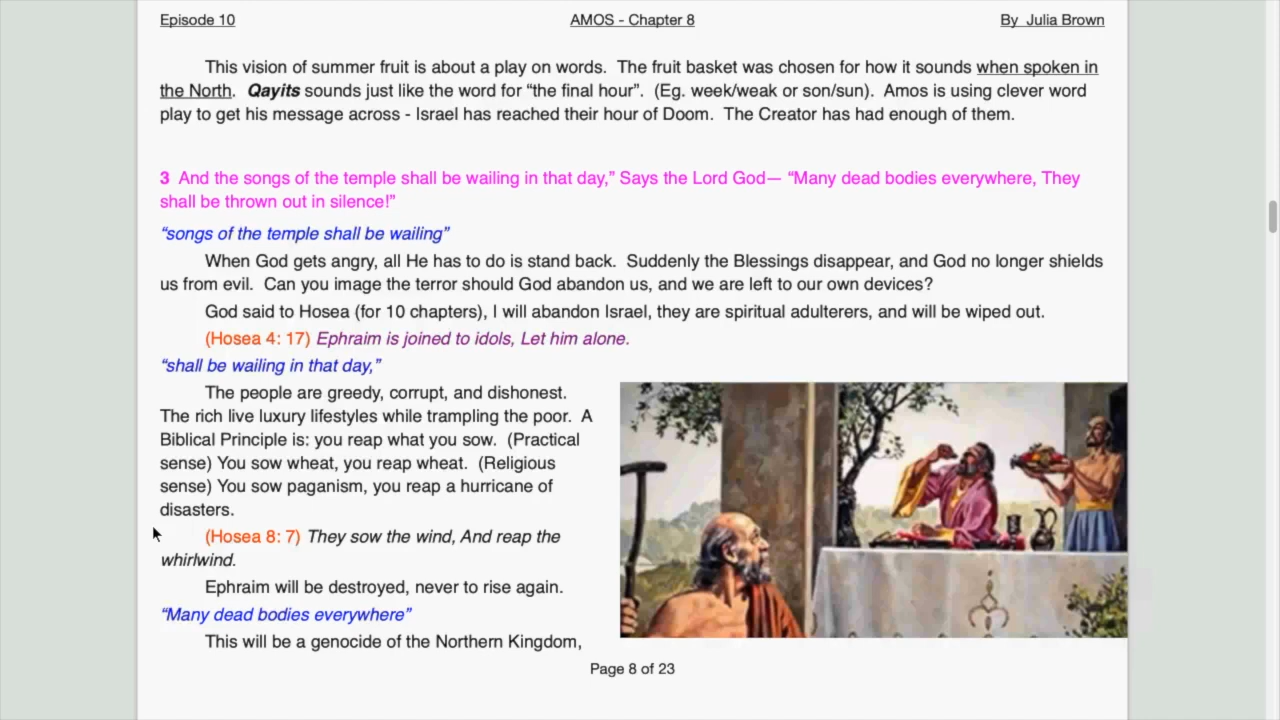 Episode 10 AMOS - Chapter 8 By Julia Brown
This vision of summer fruit is about a play on words. The fruit basket was chosen for how it sounds when spoken in
the North. Qayits sounds just like the word for “the final hour”. (Eg. week/weak or son/sun). Amos is using clever word
play to get his message across - Israel has reached their hour of Doom. The Creator has had enough of them.
3 And the songs of the temple shall be wailing in that day,” Says the Lord God— “Many dead bodies everywhere, They
shall be thrown out in silence!”
“songs of the temple shall be wailing”
When God gets angry, all He has to do is stand back. Suddenly the Blessings disappear, and God no longer shields
us from evil. Can you image the terror should God abandon us, and we are left to our own devices?
God said to Hosea (for 10 chapters), I will abandon Israel, they are spiritual adulterers, and will be wiped out.
(Hosea 4: 17) Ephraim is joined to idols, Let him alone.
“shall be wailing in that day,”
The people are greedy, corrupt, and dishonest.
The rich live luxury lifestyles while trampling the poor. A
Biblical Principle is: you reap what you sow. (Practical
sense) You sow wheat, you reap wheat. (Religious
sense) You sow paganism, you reap a hurricane of
disasters.
(Hosea 8: 7) They sow the wind, And reap the
whirlwind.
Ephraim will be destroyed, never to rise again.
“Many dead bodies everywhere”
This will be a genocide of the Northern Kingdom,
Page 8 of 23